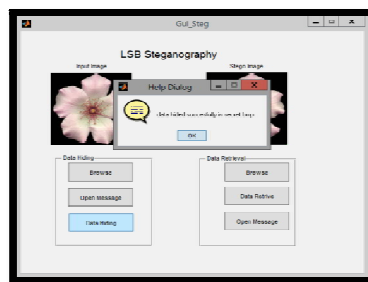 Gui_Steg
LSB Steganography
Input Image
Stego Image
Help Dialog
data hided successfully in secret.bmp
OK
Data Hiding
Browse
Open Message
Data Hiding
Data Retrieval
Browse
Data Retrive
Open Message